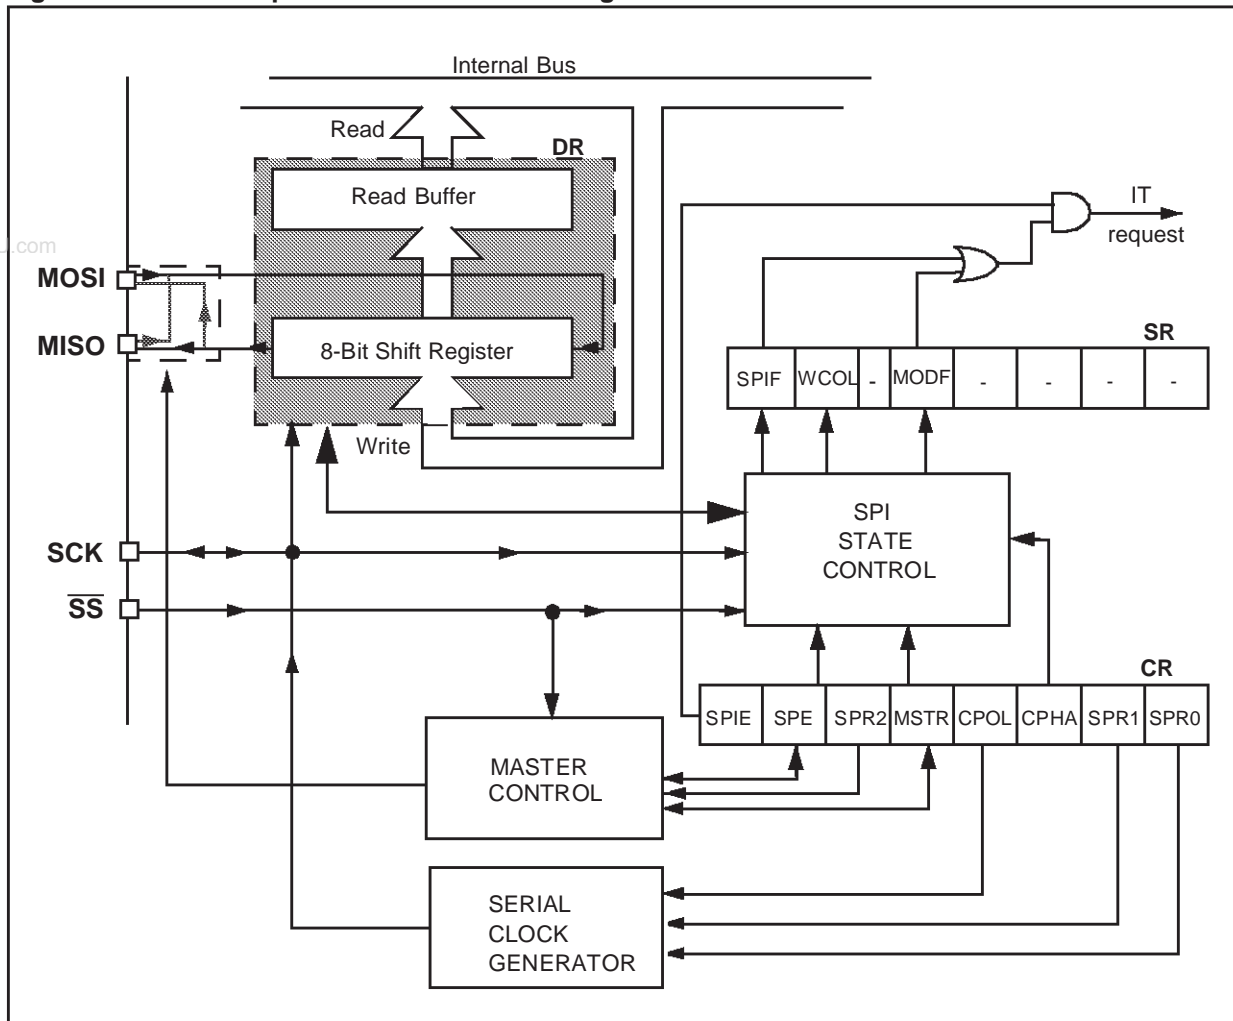 Internal Bus
Read
DR
Read Buffer
IT
request
J.com
MOSI
MISO
8-Bit Shift Register
SR
SPIF WCOL - MODF - - - -
Write
SPI
STATE
CONTROL
SCK
SS
CR
SPIE SPE SPR2 MSTR CPOL CPHA SPR1 SPR0
MASTER
CONTROL
SERIAL
CLOCK
GENERATOR